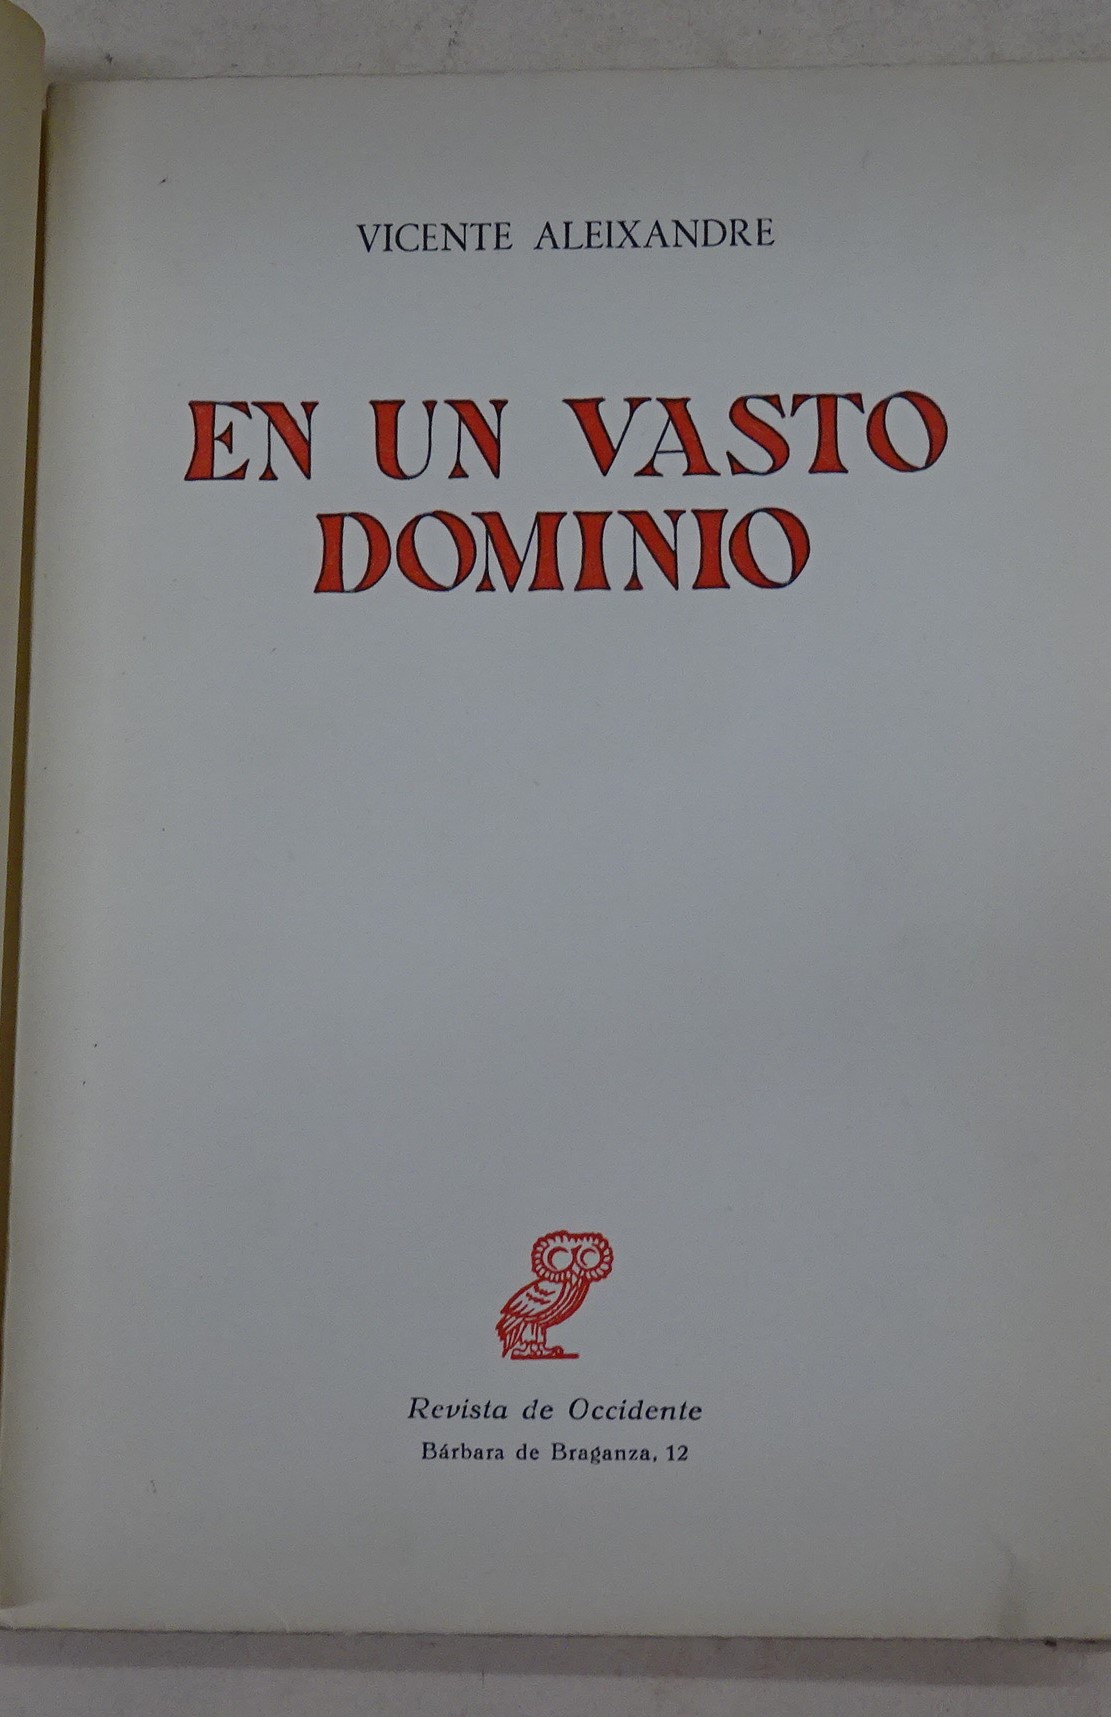 VICENTE ALEIXANDRE
EN UN VASTO
DOMINIO
Revista de Occidente
Bárbara de Braganza, 12